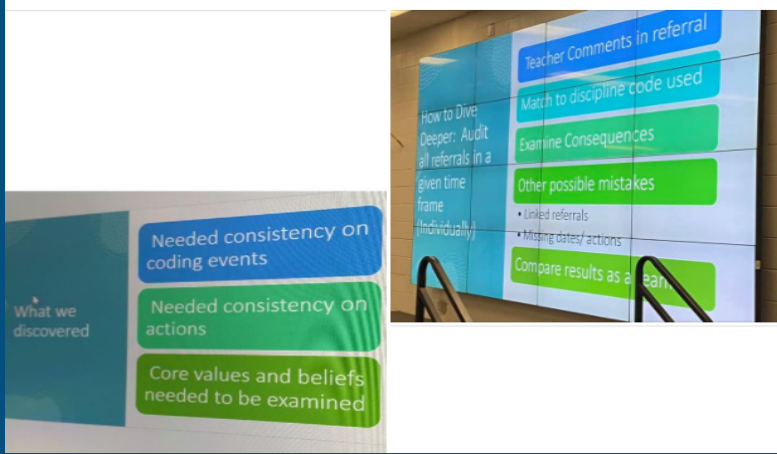 What we
discovered
Needed consistency on
coding events
Needed consistency on
actions
Core values and beliefs
needed to be examined
How to Dive
Deeper: Audit
all referrals in a
given time
frame
(Individually)
Teacher Comments in referral
Match to discipline code used
Examine Consequences
Other possible mistakes
• Linked referrals
• Missing dates/ actions
Compare results as a team